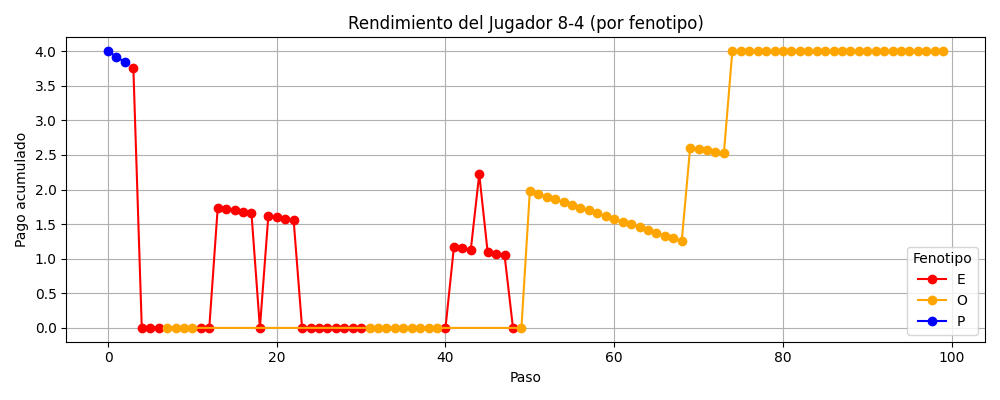 Rendimiento del Jugador 8-4 (por fenotipo)
Pago acumulado
4.0
3.5
3.0
2.5
2.0
1.5
1.0
0.5
0.0
Fenotipo
E
O
P
0 20 40 60 80 100
Paso